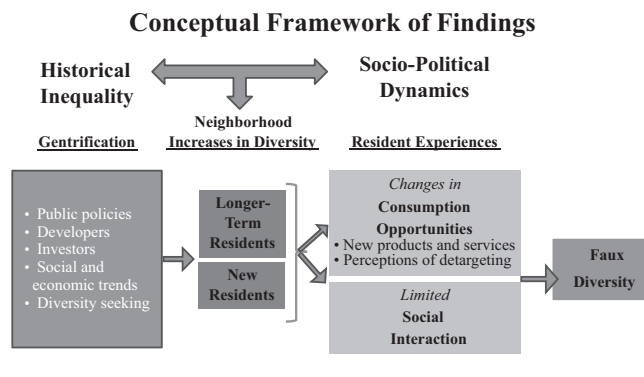 Conceptual Framework of Findings
Historical
Inequality
Socio-Political
Dynamics
Gentrification
Neighborhood
Increases in Diversity
Resident Experiences
• Public policies
• Developers
• Investors
• Social and
economic trends
• Diversity seeking
Longer-
Term
Residents
New
Residents
Changes in
Consumption
Opportunities
• New products and services
• Perceptions of detargeting
Limited
Social
Interaction
Faux
Diversity